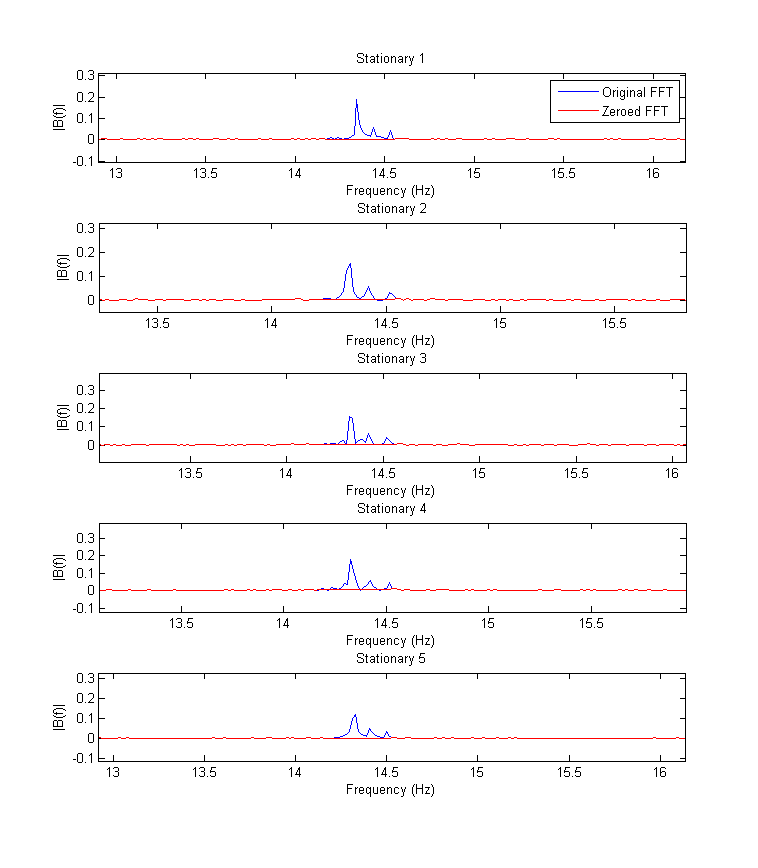 Stationary 1
0.3
0.2
0.1
0
-0.1
|B(f)|
Original FFT
Zeroed FFT
13 13.5 14 14.5 15 15.5 16
Frequency (Hz)
Stationary 2
0.3
0.2
0.1
0
|B(f)|
13.5 14 14.5 15 15.5
Frequency (Hz)
Stationary 3
0.3
0.2
0.1
0
|B(f)|
13.5 14 14.5 15 15.5 16
Frequency (Hz)
Stationary 4
0.3
0.2
0.1
0
-0.1
|B(f)|
13.5 14 14.5 15 15.5
Frequency (Hz)
Stationary 5
0.3
0.2
0.1
0
-0.1
|B(f)|
13 13.5 14 14.5 15 15.5 16
Frequency (Hz)